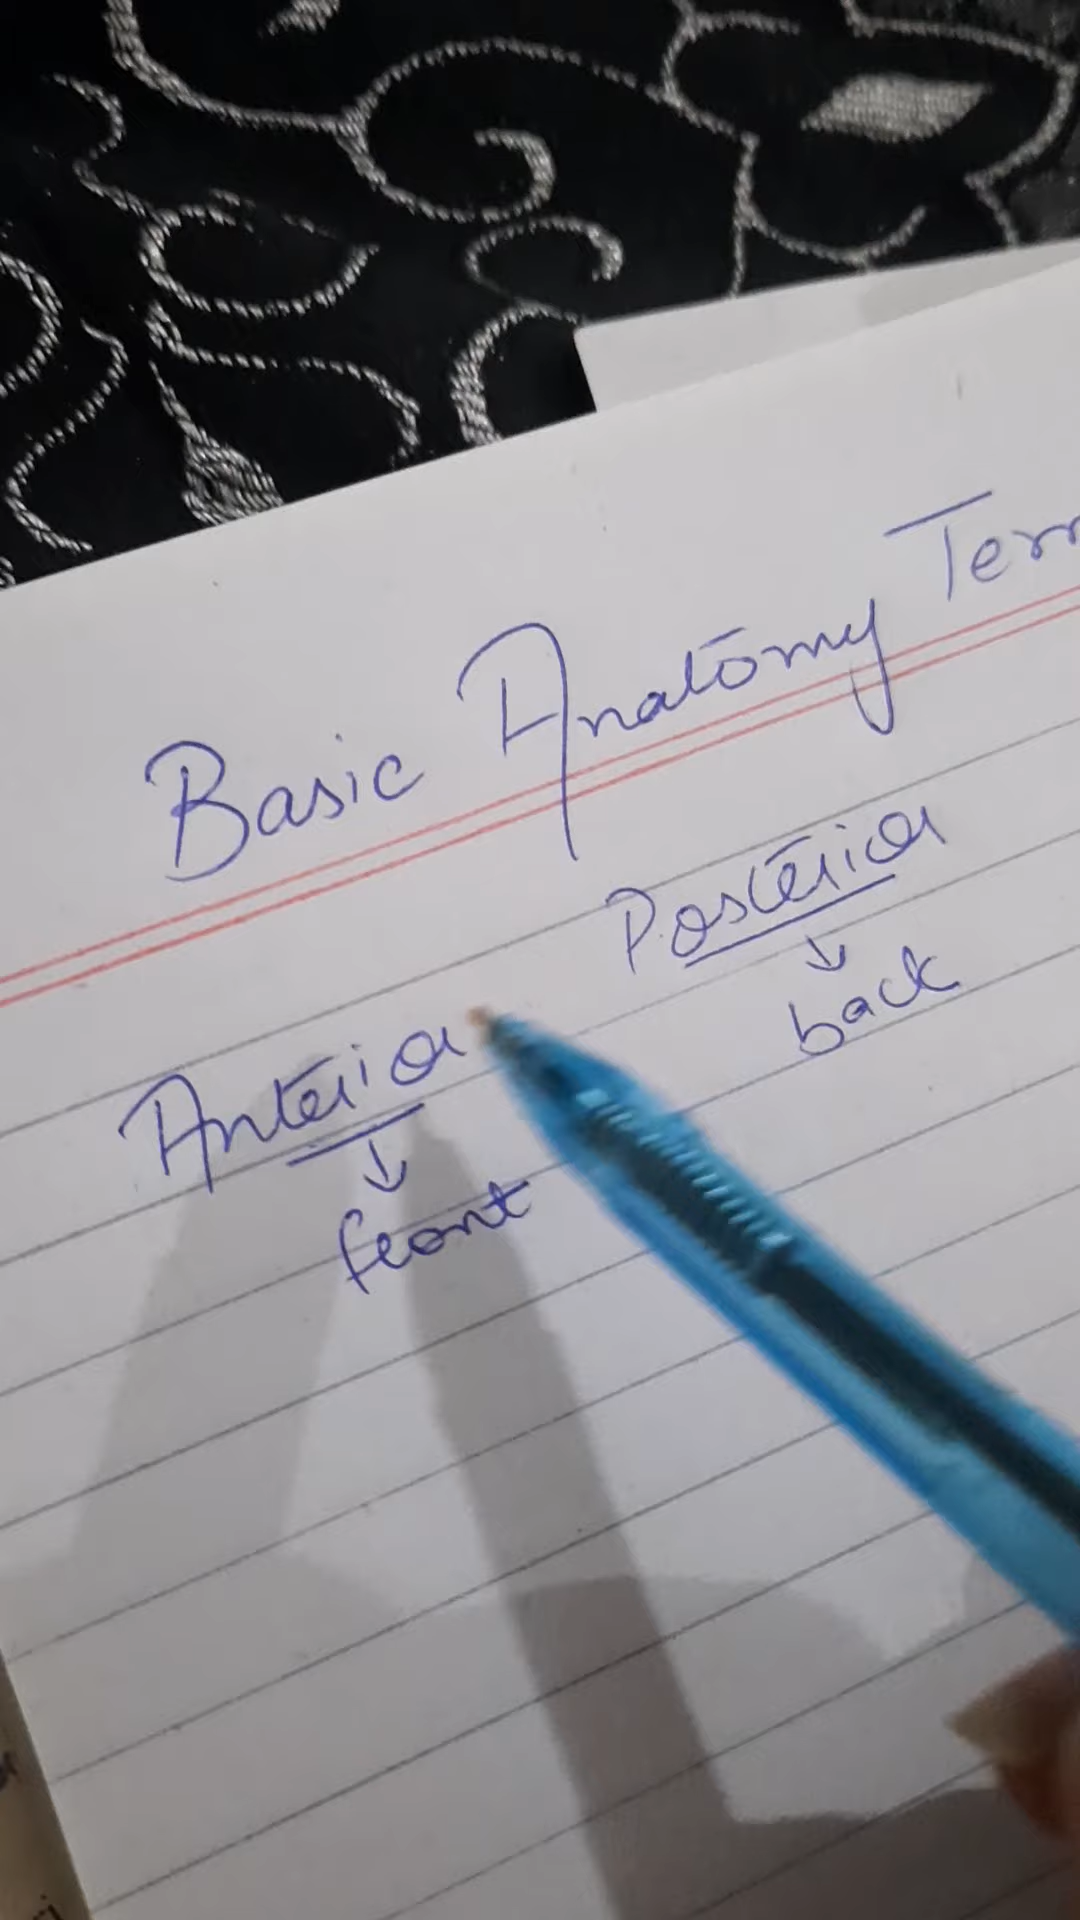 Basic Anatomy Term
Anterior Posterior
↓ ↓
front back